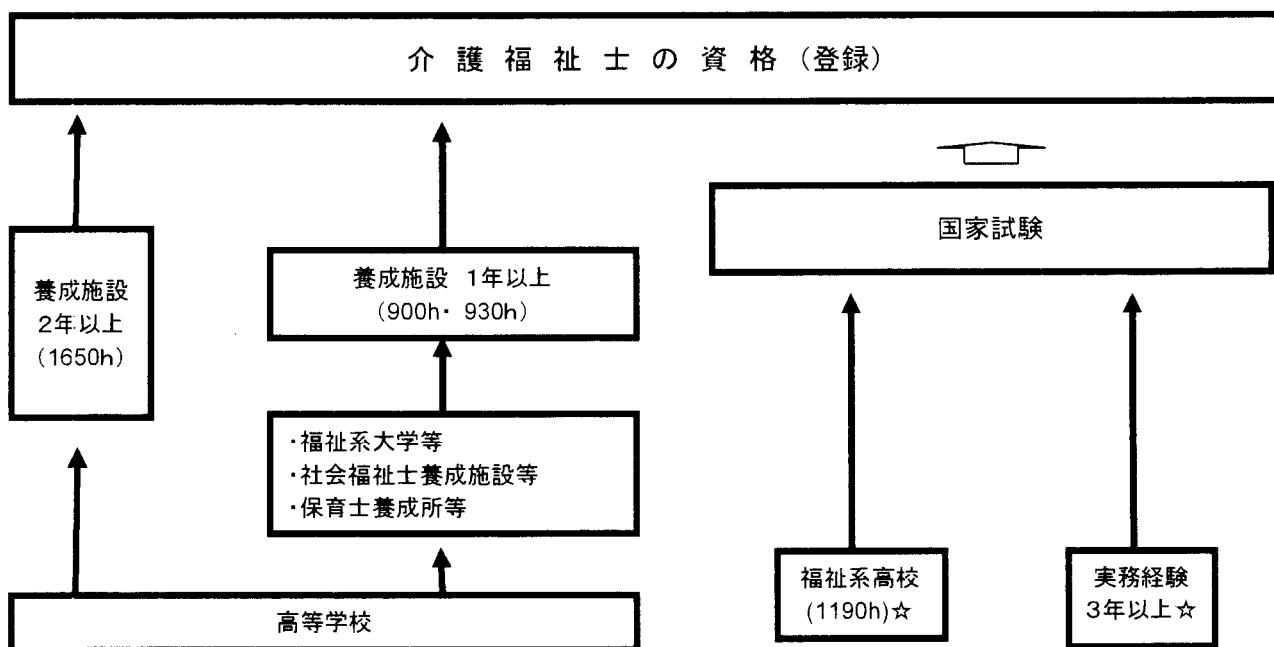 介護福祉士の資格(登録)
国家試験
養成施設
2年以上
(1650h)
養成施設 1年以上
(900h・ 930h)
・福祉系大学等
・社会福祉士養成施設等
・保育士養成所等
福祉系高校
(1190h)☆
実務経験
3年以上☆
高等学校